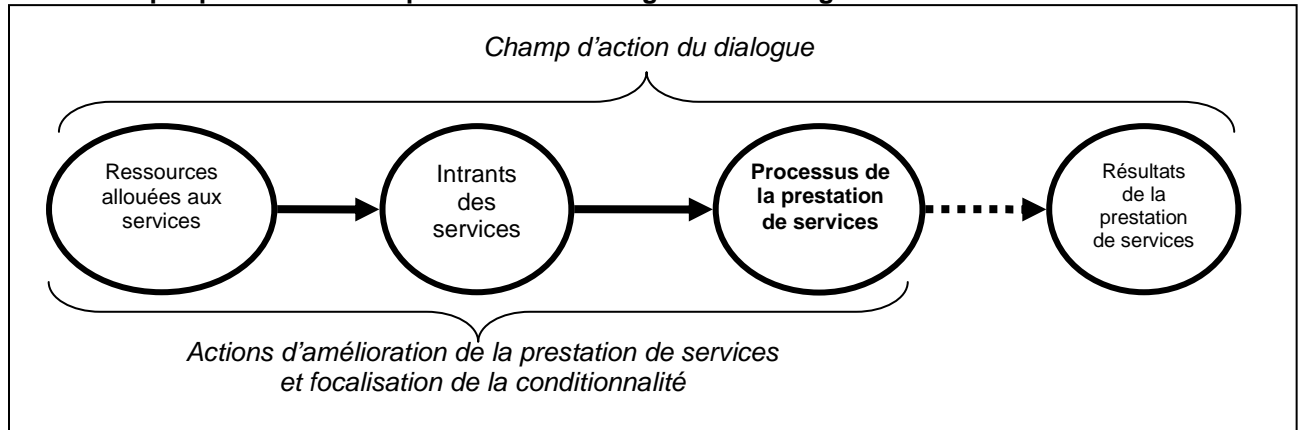 Champ d’action du dialogue
Ressources
allouées aux
services
Intrants
des
services
Processus de
la prestation
de services
Résultats
de la
prestation
de services
Actions d’amélioration de la prestation de services
et focalisation de la conditionnalité